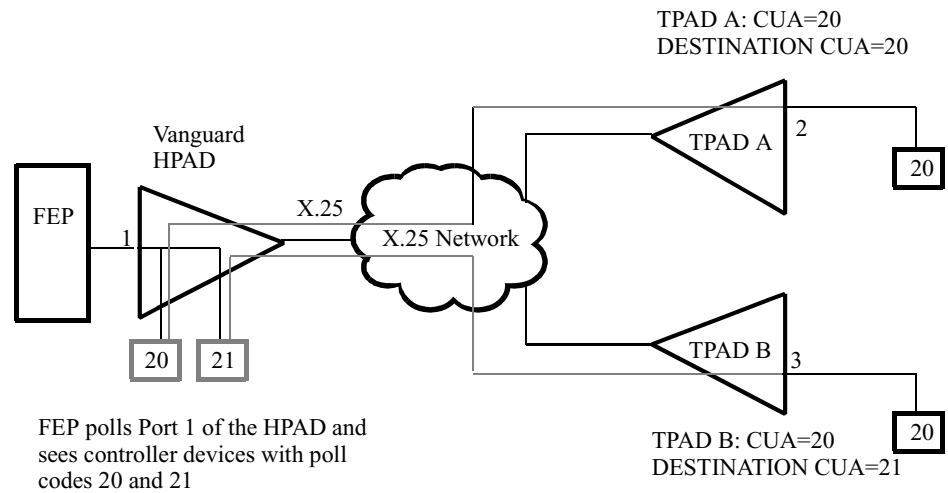 TPAD A: CUA=20
DESTINATION CUA=20
Vanguard
HPAD
TPAD A
2
20
FEP
1
X.25
X.25 Network
20
21
TPAD B
3
20
FEP polls Port 1 of the HPAD and
sees controller devices with poll
codes 20 and 21
TPAD B: CUA=20
DESTINATION CUA=21